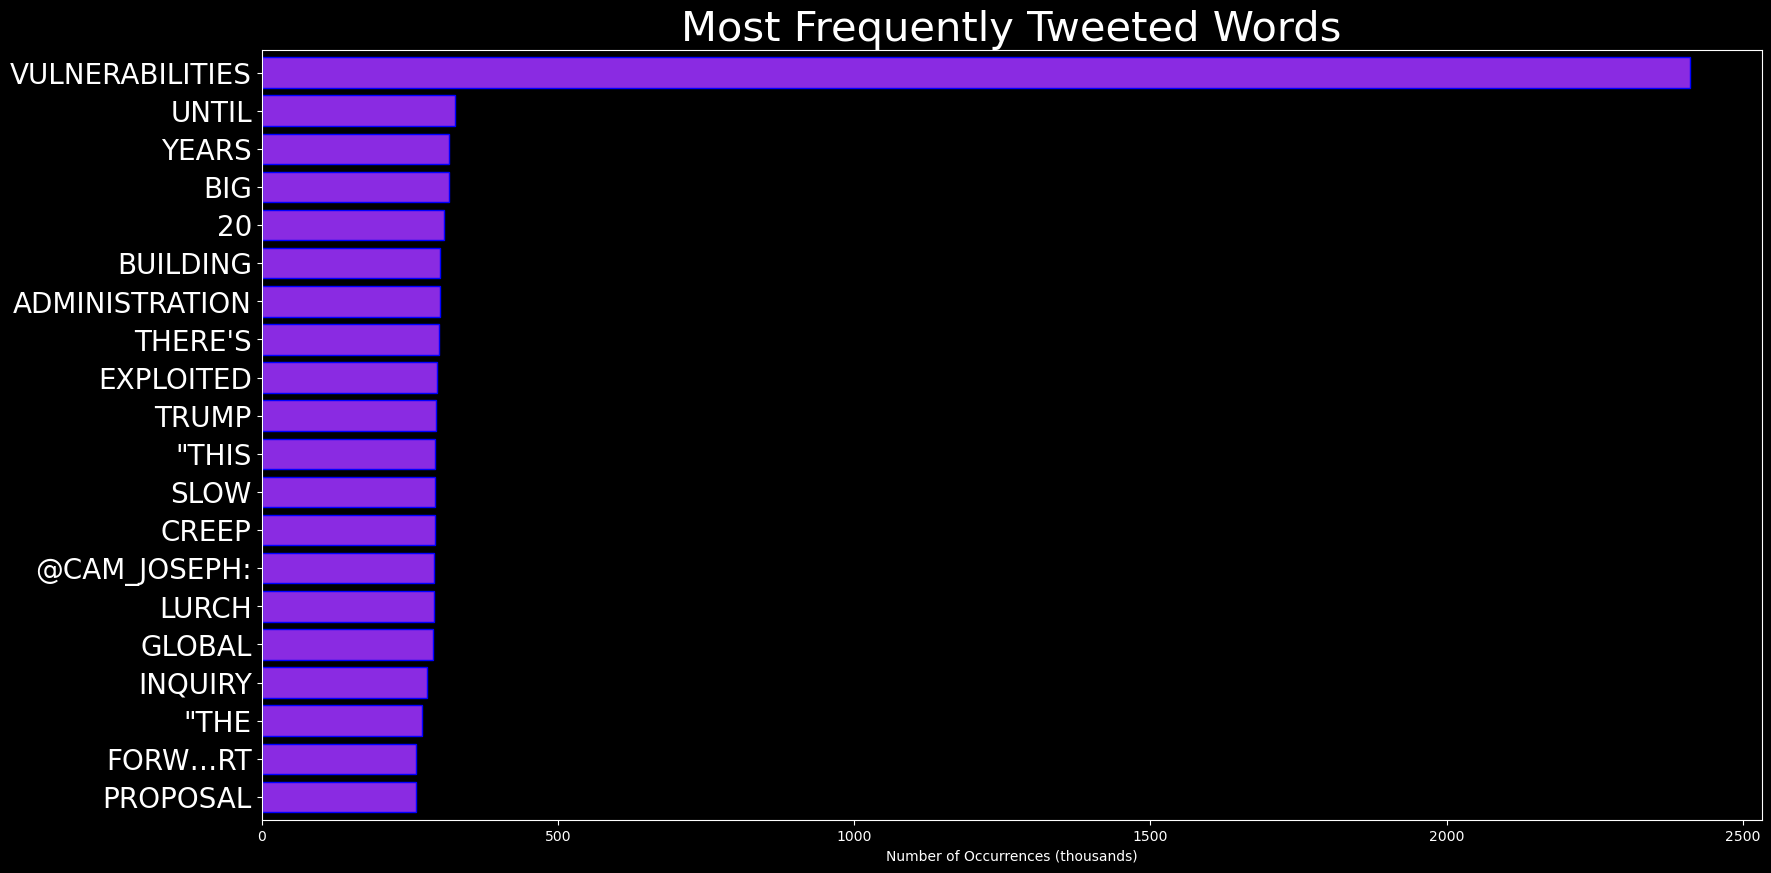 Most Frequently Tweeted Words
VULNERABILITIES
UNTIL
YEARS
BIG
20
BUILDING
ADMINISTRATION
THERE'S
EXPLOITED
TRUMP
"THIS
SLOW
CREEP
@CAM_JOSEPH:
LURCH
GLOBAL
INQUIRY
"THE
FORW…RT
PROPOSAL
0 500 1000 1500 2000 2500
Number of Occurrences (thousands)